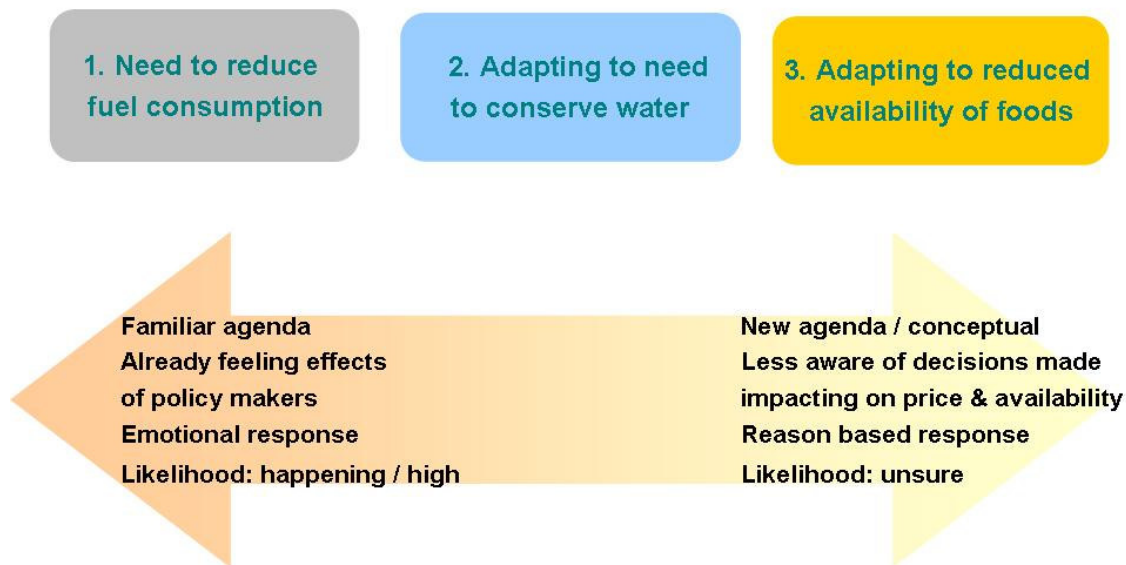 1. Need to reduce
fuel consumption
2. Adapting to need
to conserve water
3. Adapting to reduced
availability of foods
Familiar agenda
Already feeling effects
of policy makers
Emotional response
Likelihood: happening / high
New agenda / conceptual
Less aware of decisions made
impacting on price & availability
Reason based response
Likelihood: unsure